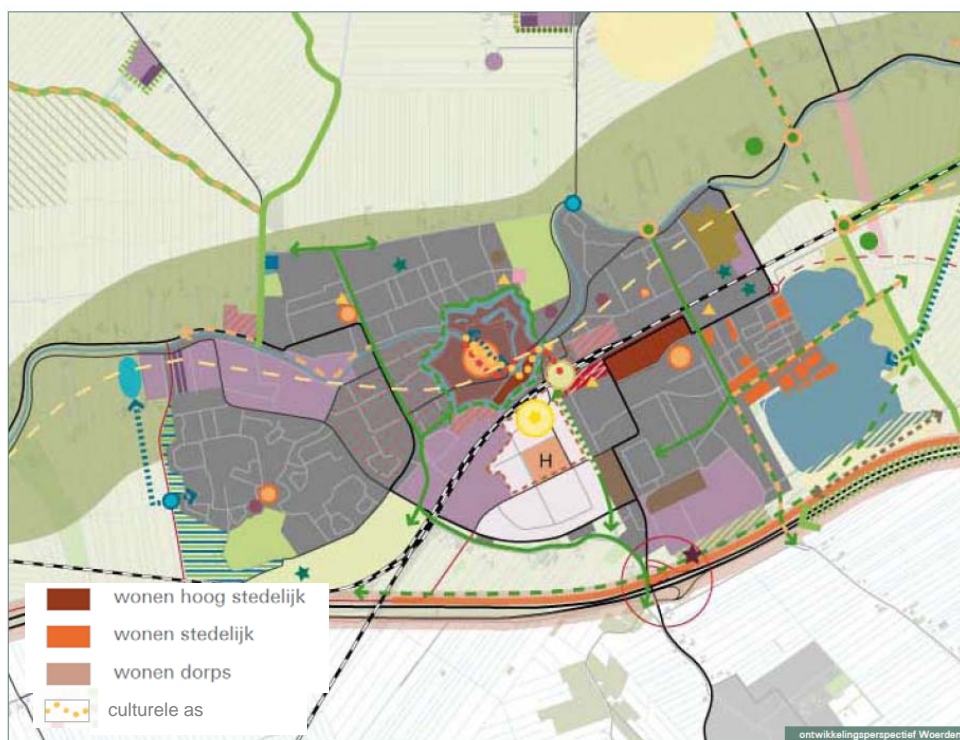 H
wonen hoog stedelijk
wonen stedelijk
wonen dorps
culturele as
ontwikkelingsperspectief Woerden